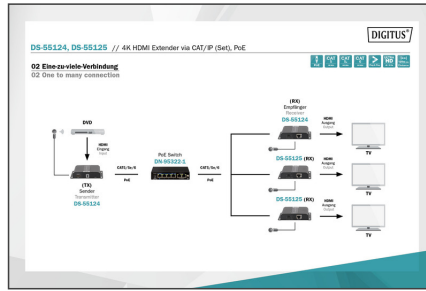 DIGITUS®
DS-55124, DS-55125 // 4K HDMI Extender via CAT/IP (Set), PoE
02 Eine-zu-viele-Verbindung
02 One to many connection
DVD
HDMI
Eingang
Input
(TX)
Sender
Transmitter
DS-55124
CAT5/5e/6
PoE
PoE Switch
DN-95322-1
CAT5/5e/6
PoE
(RX)
Empfänger
Receiver
DS-55124
HDMI
Ausgang
Output
TV
DS-55125 (RX)
HDMI
Ausgang
Output
TV
DS-55125 (RX)
HDMI
Ausgang
Output
TV